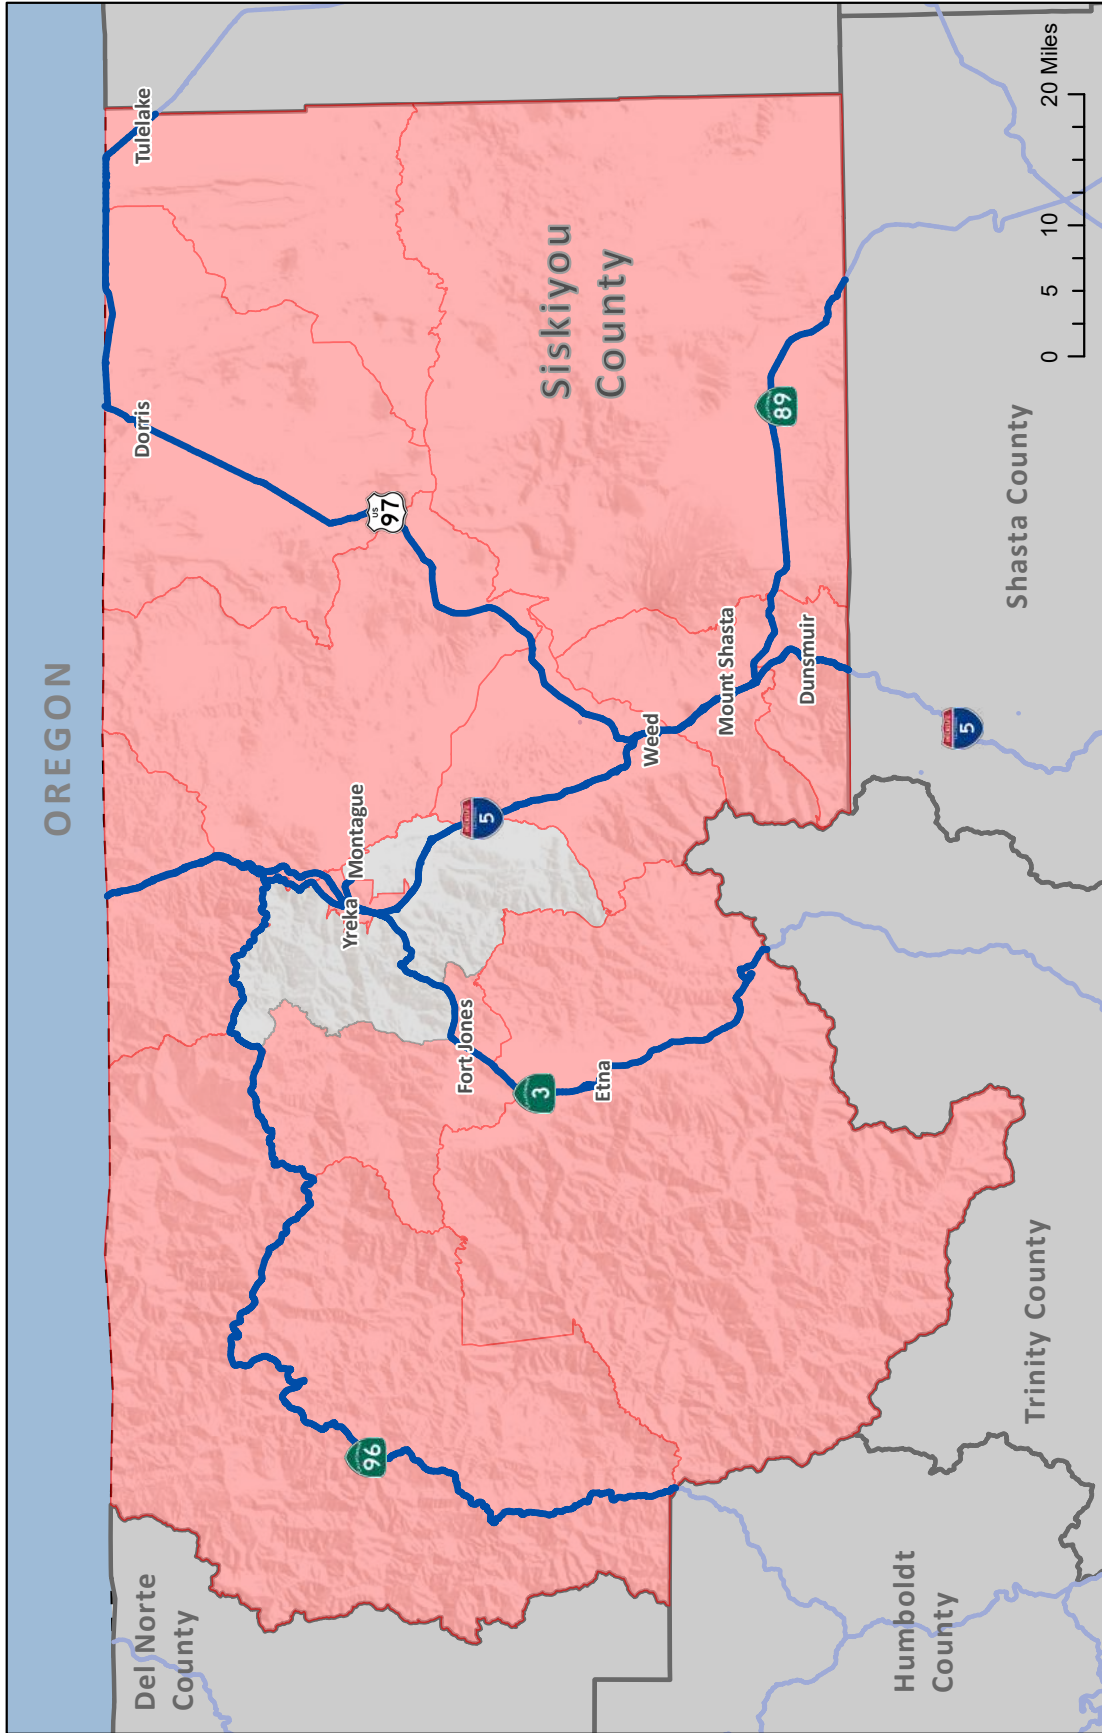 OREGON
Tulelake
Dorris
US
97
Montague
Yreka
5
Siskiyou
County
Fort Jones
3
Etna
96
Weed
Mount Shasta
89
Dunsmuir
Del Norte
County
Humboldt
County
Trinity County
Shasta County
5
0 5 10 20 Miles